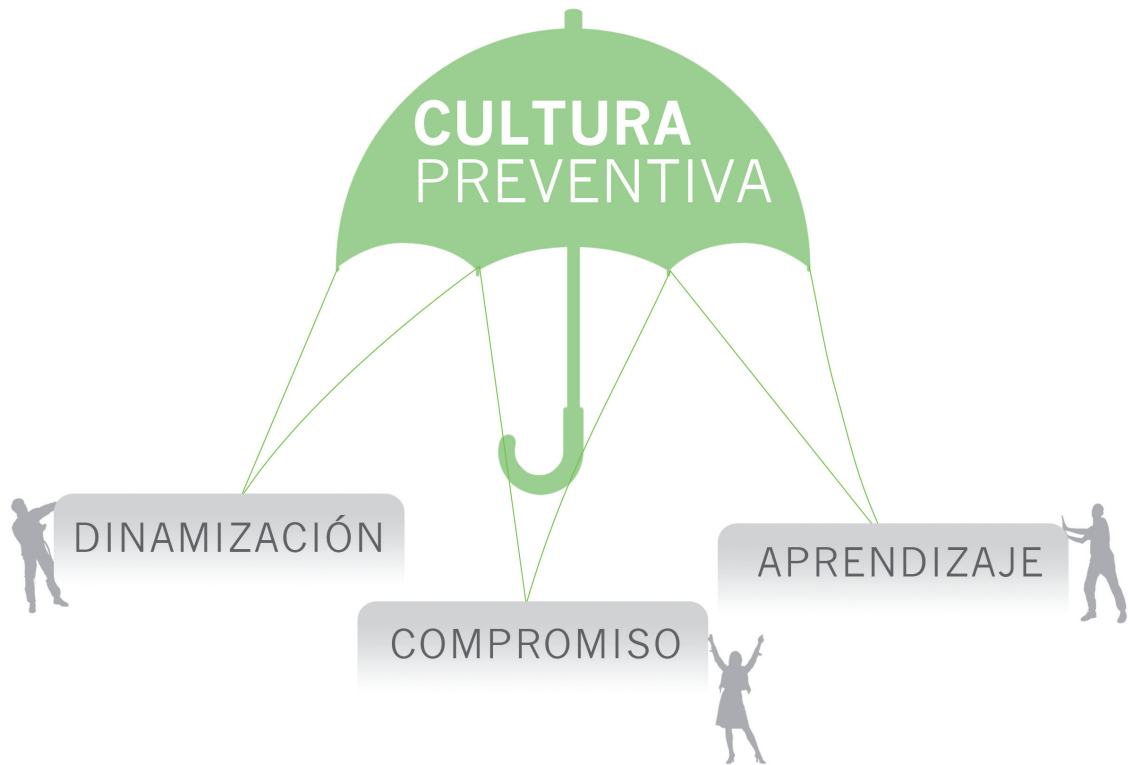 CULTURA
PREVENTIVA
DINAMIZACIÓN
APRENDIZAJE
COMPROMISO